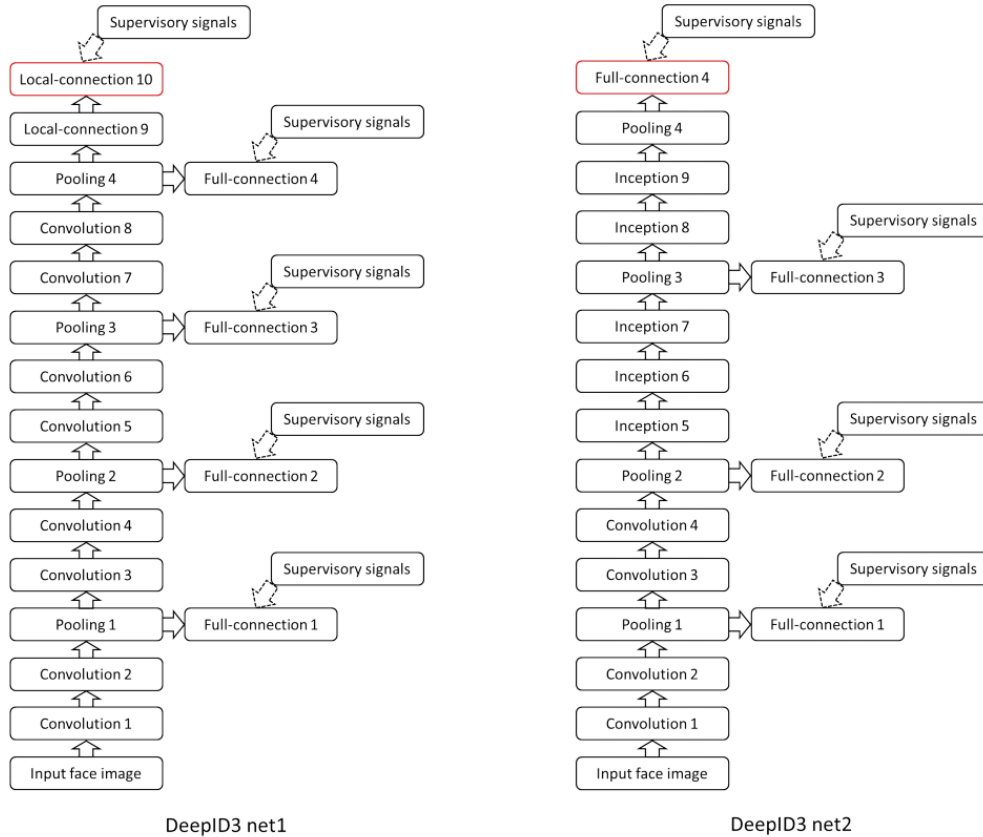 Supervisory signals
Local-connection 10
Local-connection 9
Supervisory signals
Pooling 4
Full-connection 4
Convolution 8
Convolution 7
Supervisory signals
Pooling 3
Full-connection 3
Convolution 6
Convolution 5
Supervisory signals
Pooling 2
Full-connection 2
Convolution 4
Convolution 3
Supervisory signals
Pooling 1
Full-connection 1
Convolution 2
Convolution 1
Input face image
DeepID3 net1
Supervisory signals
Full-connection 4
Pooling 4
Inception 9
Inception 8
Supervisory signals
Pooling 3
Full-connection 3
Inception 7
Inception 6
Inception 5
Supervisory signals
Pooling 2
Full-connection 2
Convolution 4
Convolution 3
Supervisory signals
Pooling 1
Full-connection 1
Convolution 2
Convolution 1
Input face image
DeepID3 net2